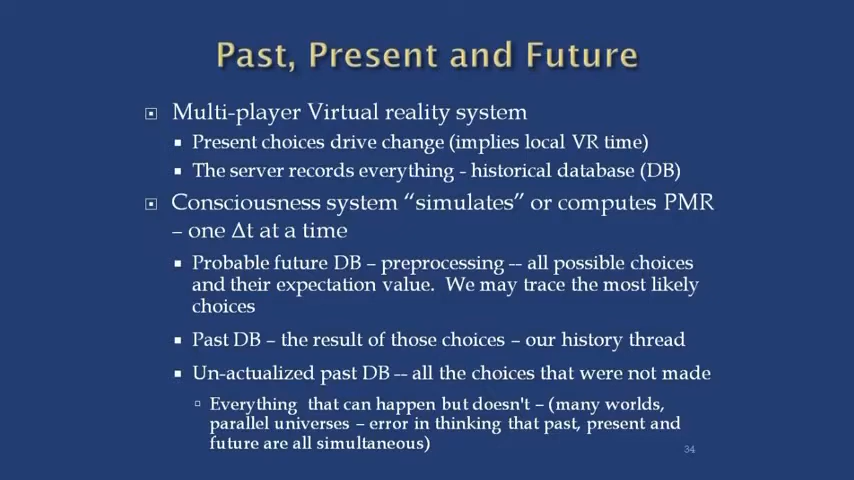 Past, Present and Future
Multi-player Virtual reality system
Present choices drive change (implies local VR time)
The server records everything - historical database (DB)
Consciousness system “simulates” or computes PMR
– one Δt at a time
Probable future DB – preprocessing -- all possible choices
and their expectation value.  We may trace the most likely
choices
Past DB – the result of those choices – our history thread
Un-actualized past DB -- all the choices that were not made
Everything  that can happen but doesn't – (many worlds,
parallel universes – error in thinking that past, present and
future are all simultaneous)
34